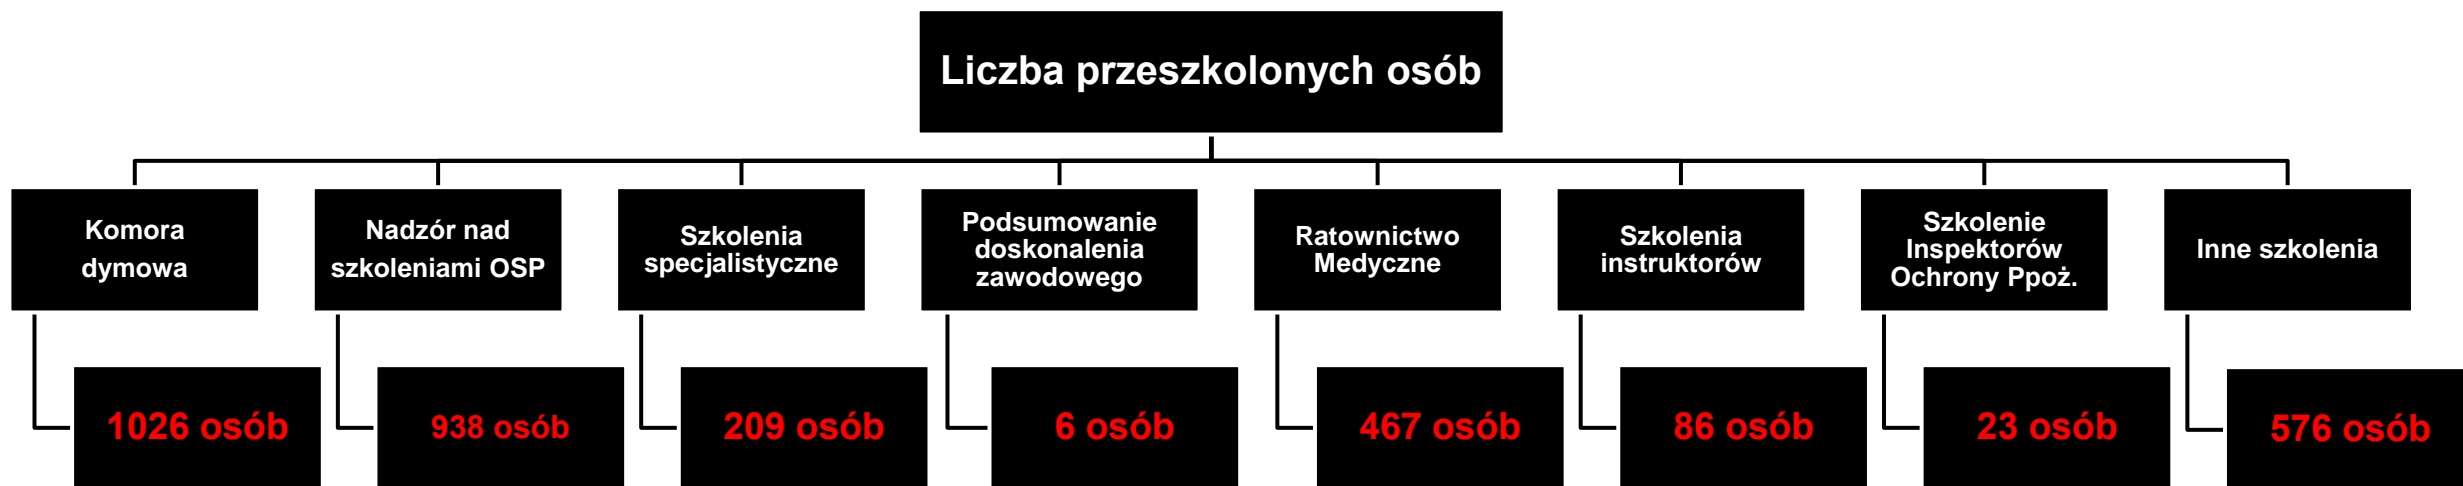 Liczba przeszkolonych osób
Komora
dymowa
Nadzór nad
szkoleniami OSP
Szkolenia
specjalistyczne
Podsumowanie
doskonalenia
zawodowego
Ratownictwo
Medyczne
Szkolenia
instruktorów
Szkolenie
Inspektorów
Ochrony Ppoż.
Inne szkolenia
1026 osób
938 osób
209 osób
6 osób
467 osób
86 osób
23 osób
576 osób